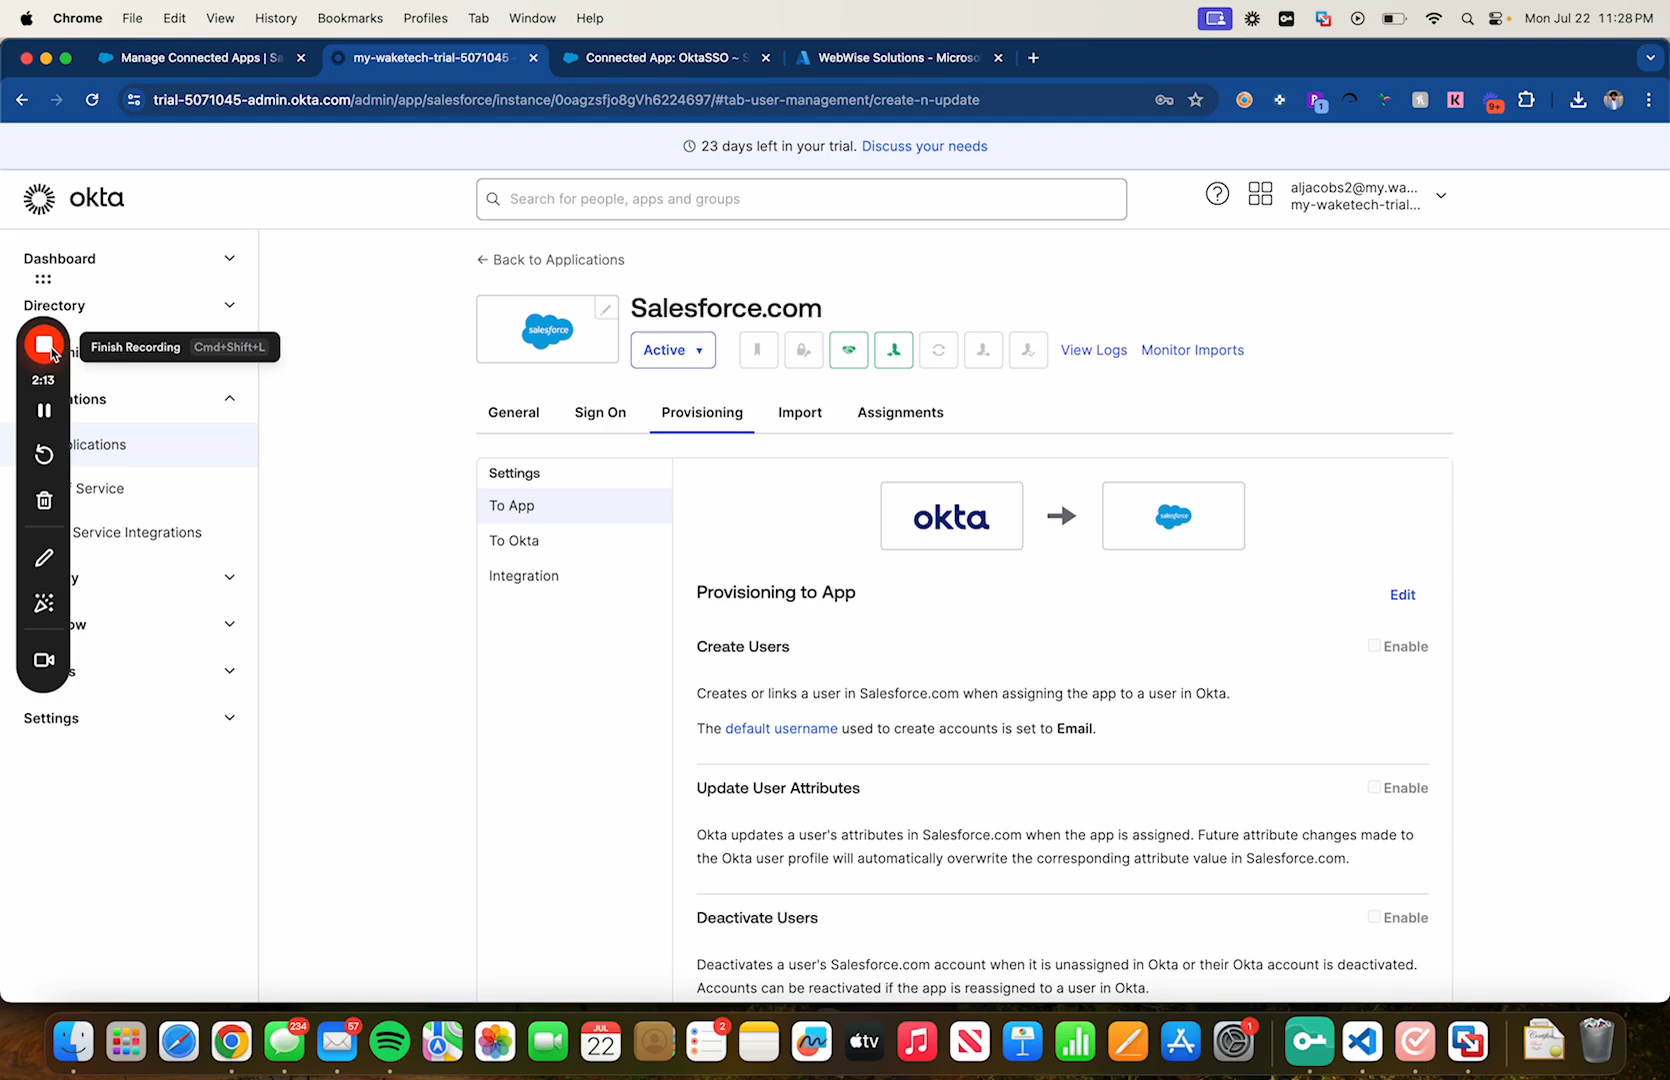 Chrome File Edit View History Bookmarks Profiles Tab Window Help Mon Jul 22 11:28 PM
Manage Connected Apps | Sa my-waketech-trial-5071045 Connected App: OktaSSO ~ S WebWise Solutions - Microso
trial-5071045-admin.okta.com/admin/app/salesforce/instance/0oagzsfjo8gVh6224697/#tab-user-management/create-n-update 1 K 9+
23 days left in your trial. Discuss your needs
okta
Search for people, apps and groups
aljacobs2@my.wa...
my-waketech-trial...
Dashboard
Directory
Finish Recording Cmd+Shift+L
2:13
ations
plications
Service
Service Integrations
y
ow
s
Settings
← Back to Applications
salesforce
Salesforce.com
Active
View Logs Monitor Imports
General Sign On Provisioning Import Assignments
Settings
To App
To Okta
Integration
okta
salesforce
Provisioning to App
Edit
Create Users
Enable
Creates or links a user in Salesforce.com when assigning the app to a user in Okta.
The default username used to create accounts is set to Email.
Update User Attributes
Enable
Okta updates a user's attributes in Salesforce.com when the app is assigned. Future attribute changes made to
the Okta user profile will automatically overwrite the corresponding attribute value in Salesforce.com.
Deactivate Users
Enable
Deactivates a user's Salesforce.com account when it is unassigned in Okta or their Okta account is deactivated.
Accounts can be reactivated if the app is reassigned to a user in Okta.
234 57 JUL 22 2 tv 1